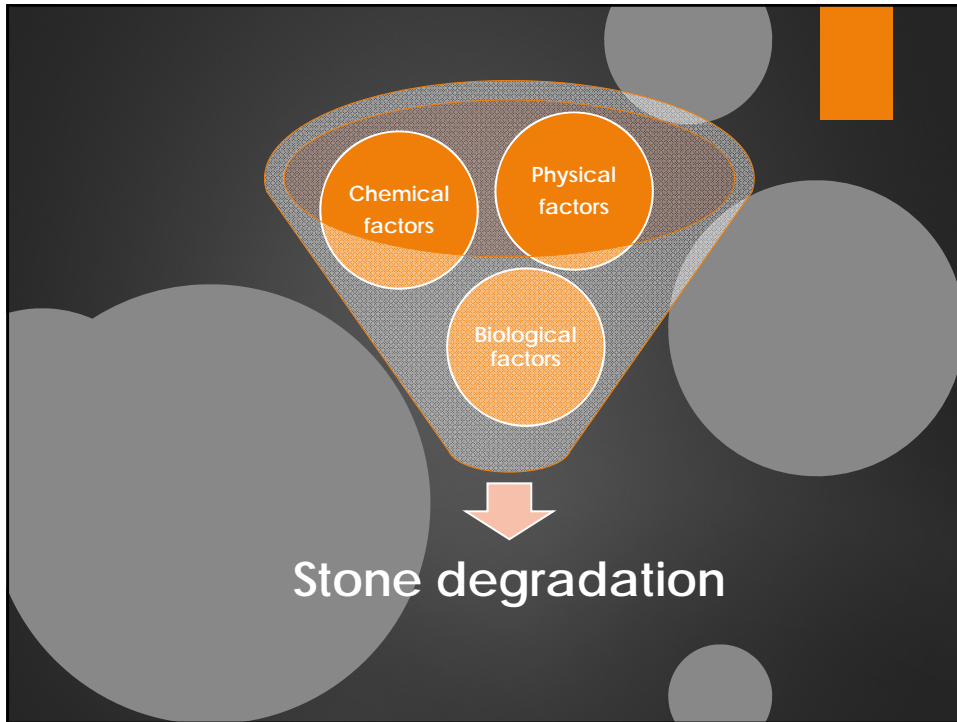 Chemical
factors
Physical
factors
Biological
factors
Stone degradation